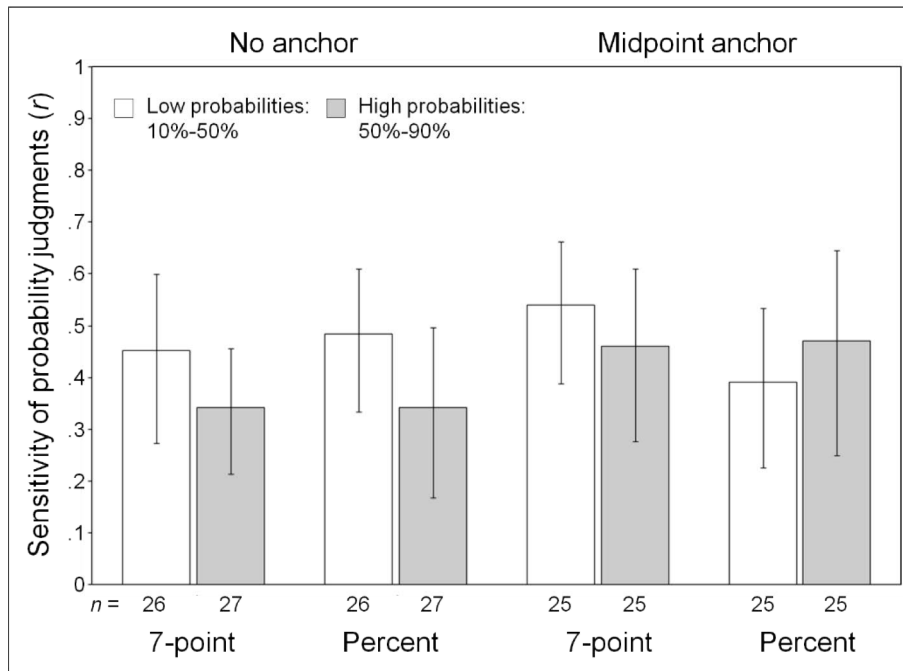 No anchor Midpoint anchor
Sensitivity of probability judgments (r)
1
.9
.8
.7
.6
.5
.4
.3
.2
.1
0
Low probabilities: High probabilities:
10%-50% 50%-90%
n = 26 27 26 27 25 25 25 25
7-point Percent 7-point Percent